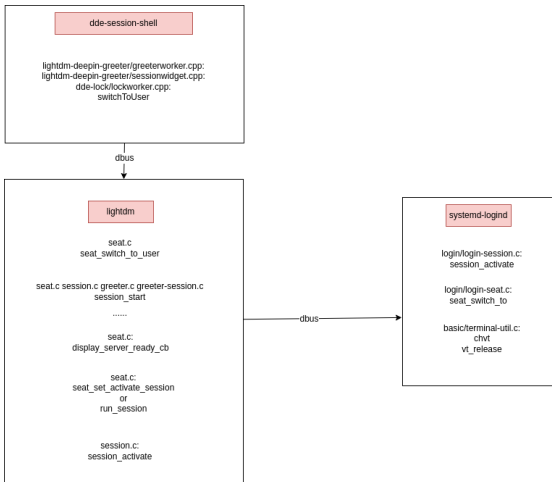 dde-session-shell
lightdm-deepin-greeter/greeterworker.cpp:
lightdm-deepin-greeter/sessionwidget.cpp:
dde-lock/lockworker.cpp:
switchToUser
dbus
lightdm
seat.c
seat_switch_to_user
seat.c session.c greeter.c greeter-session.c
session_start
......
seat.c:
display_server_ready_cb
seat.c:
seat_set_activate_session
or
run_session
session.c:
session_activate
dbus
systemd-logind
login/login-session.c:
session_activate
login/login-seat.c:
seat_switch_to
basic/terminal-util.c:
chvt
vt_release